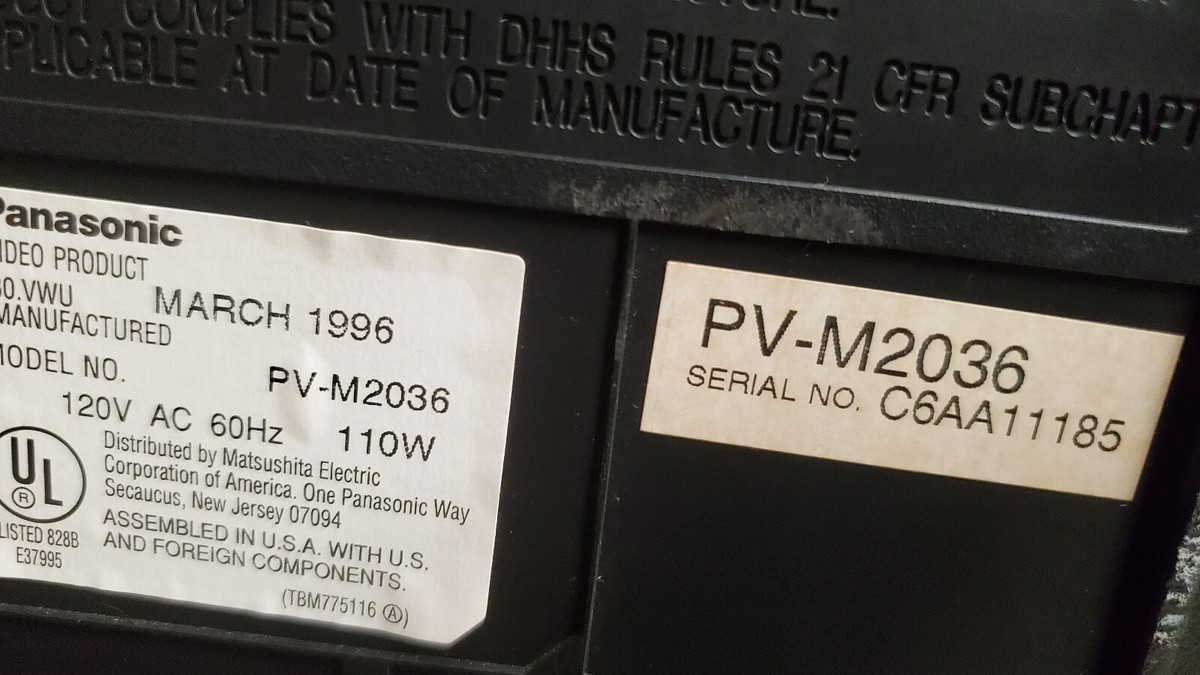 COMPLIES WITH DHHS RULES 21 CFR
AT DATE OF MANUFACTURE.
Panasonic
VIDEO PRODUCT
MARCH 1996
MANUFACTURED
MODEL NO.
PV-M2036
120V AC 60Hz 110W
UL
®
LISTED 828B
E37995
Distributed by Matsushita Electric
Corporation of America. One Panasonic Way
Secaucus, New Jersey 07094
ASSEMBLED IN U.S.A. WITH U.S.
AND FOREIGN COMPONENTS.
(TBM775116 Ⓐ)
PV-M2036
SERIAL NO. C6AA11185